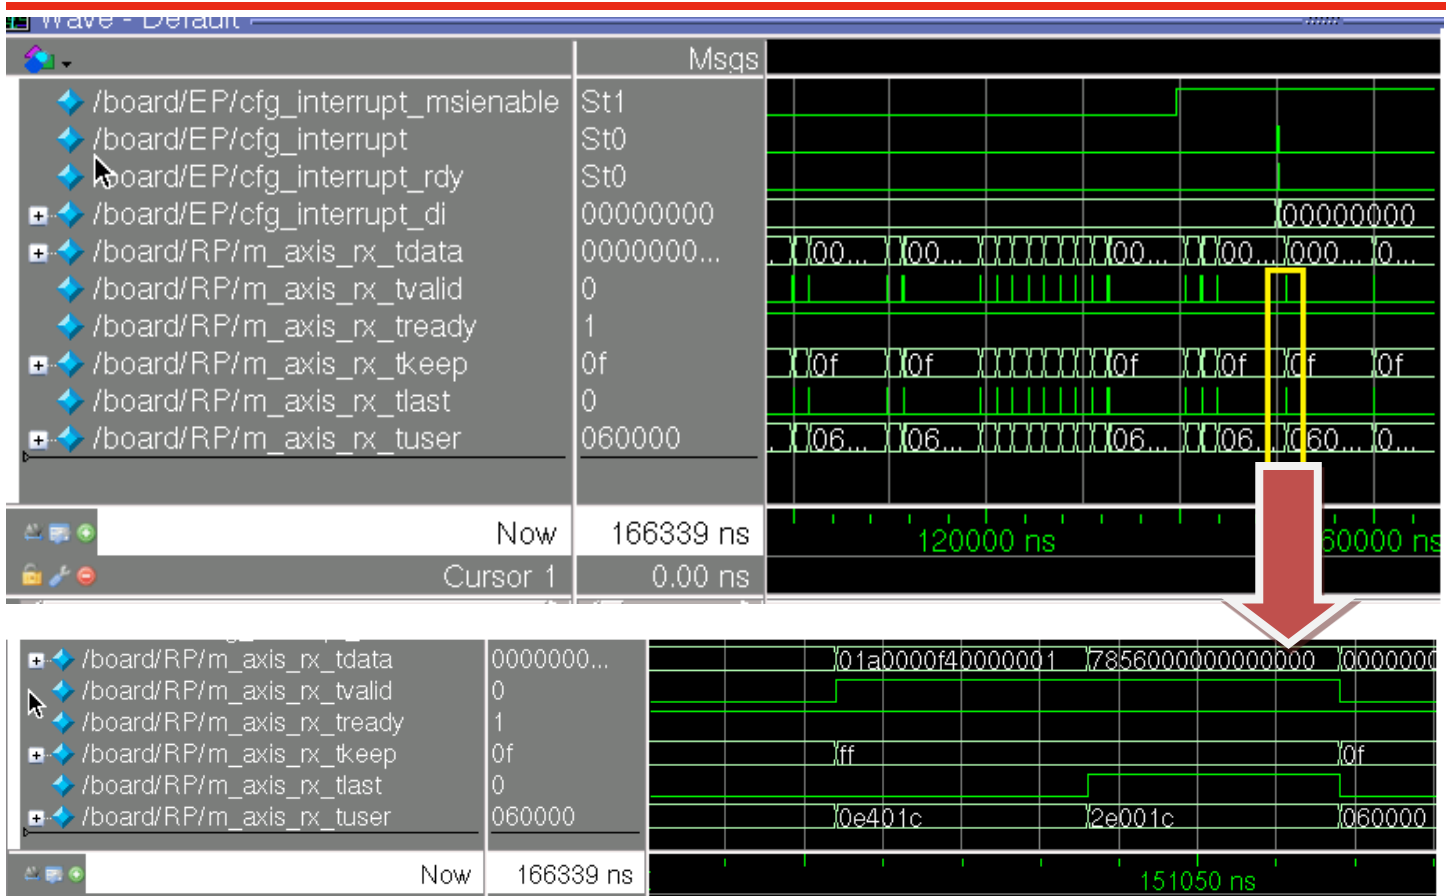 Wave - Default
Msgs
/board/EP/cfg_interrupt_msienable St1
/board/EP/cfg_interrupt St0
/board/EP/cfg_interrupt_rdy St0
/board/EP/cfg_interrupt_di 00000000 00000000
/board/RP/m_axis_rx_tdata 0000000... 00... 00... 00... 00... 000... 0...
/board/RP/m_axis_rx_tvalid 0
/board/RP/m_axis_rx_tready 1
/board/RP/m_axis_rx_tkeep 0f 0f 0f 0f 0f 0f 0f
/board/RP/m_axis_rx_tlast 0
/board/RP/m_axis_rx_tuser 060000 06... 06... 06... 06... 060... 0...
Now 166339 ns 120000 ns 60000 ns
Cursor 1 0.00 ns
/board/RP/m_axis_rx_tdata 0000000... 01a0000f40000001 7856000000000000 0000000
/board/RP/m_axis_rx_tvalid 0
/board/RP/m_axis_rx_tready 1
/board/RP/m_axis_rx_tkeep 0f ff 0f
/board/RP/m_axis_rx_tlast 0
/board/RP/m_axis_rx_tuser 060000 0e401c 2e001c 060000
Now 166339 ns 151050 ns